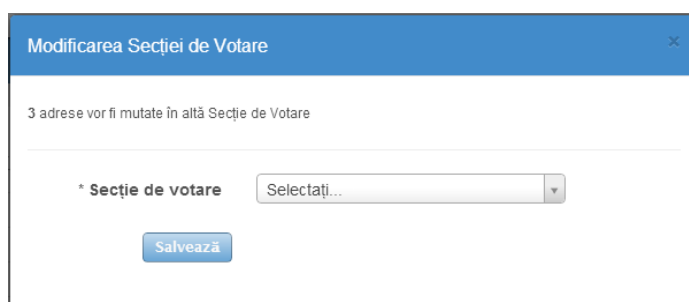 Modificarea Secției de Votare
×
3 adrese vor fi mutate în altă Secție de Votare
* Secție de votare Selectați...
Salvează